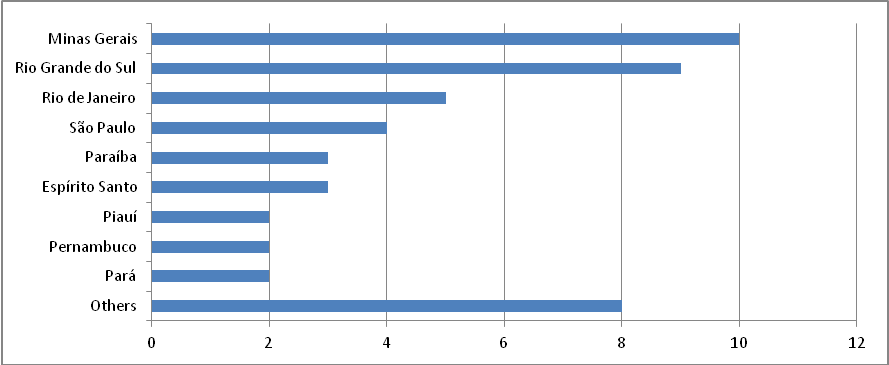 Minas Gerais
Rio Grande do Sul
Rio de Janeiro
São Paulo
Paraíba
Espírito Santo
Piauí
Pernambuco
Pará
Others
0 2 4 6 8 10 12